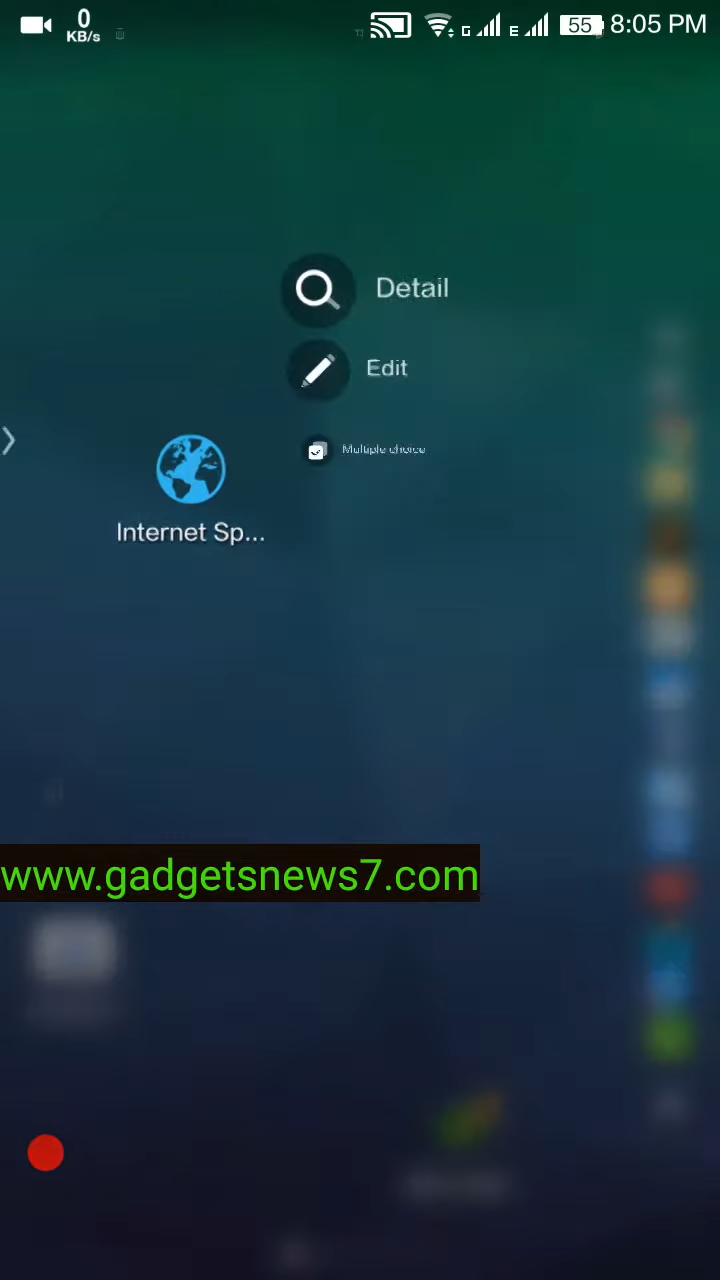 0
KB/s
G
E
55
8:05 PM
Detail
Edit
Multiple choice
Internet Sp...
www.gadgetsnews7.com